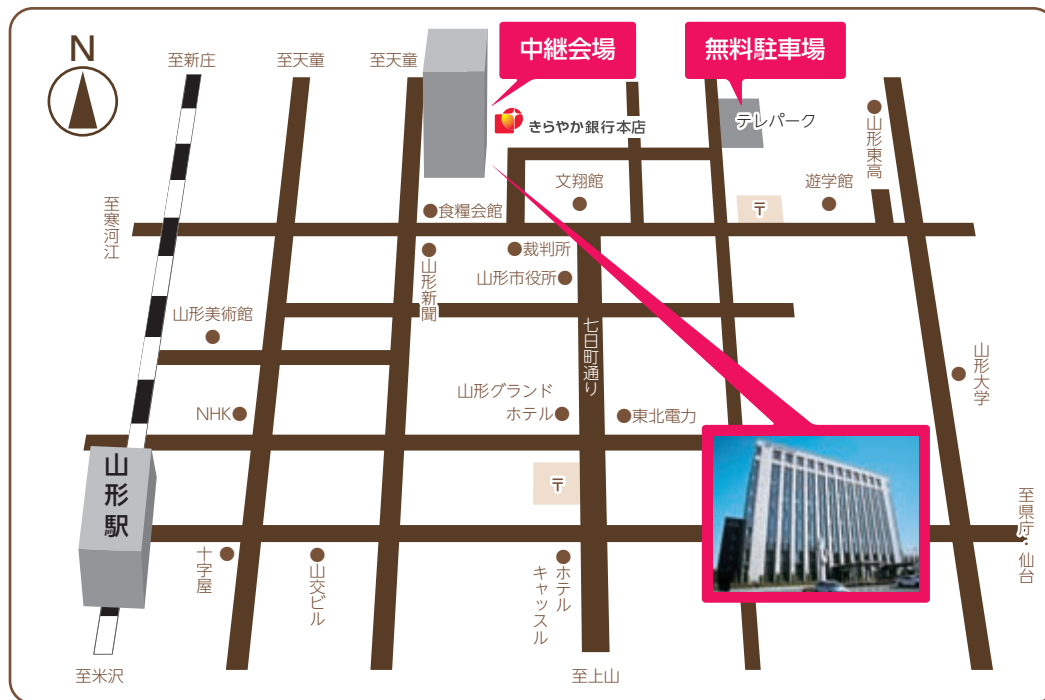 N
至新庄
至天童
至天童
中継会場
無料駐車場
きらやか銀行本店
テレパーク
山形東高
文翔館
遊学館
至寒河江
食糧会館
〒
山形新聞
裁判所
山形市役所
山形美術館
七日町通り
山形大学
山形グランド
ホテル
NHK
東北電力
山形駅
〒
至県庁・仙台
十字屋
山交ビル
ホテル
キャッスル
至米沢
至上山